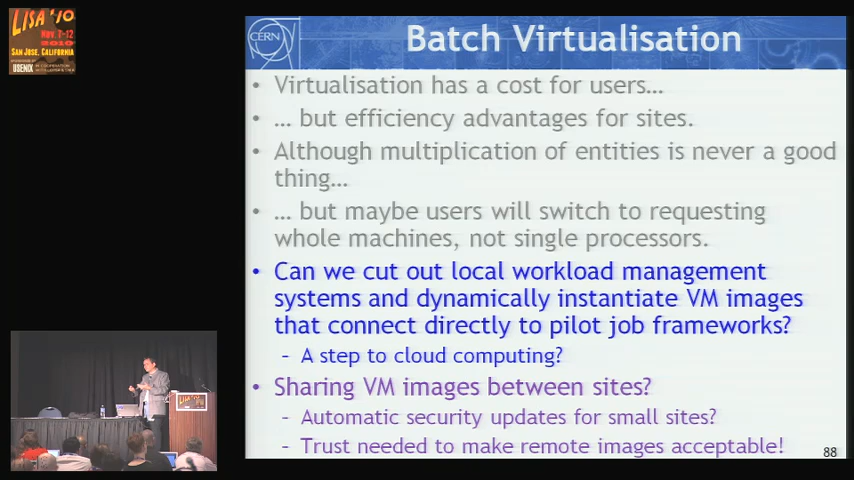 LISA '10
Nov. 7-12
2010
SAN JOSE, CALIFORNIA
USENIX
CERN
Batch Virtualisation
• Virtualisation has a cost for users…
• … but efficiency advantages for sites.
• Although multiplication of entities is never a good
thing…
• … but maybe users will switch to requesting
whole machines, not single processors.
• Can we cut out local workload management
systems and dynamically instantiate VM images
that connect directly to pilot job frameworks?
– A step to cloud computing?
• Sharing VM images between sites?
– Automatic security updates for small sites?
– Trust needed to make remote images acceptable!
88